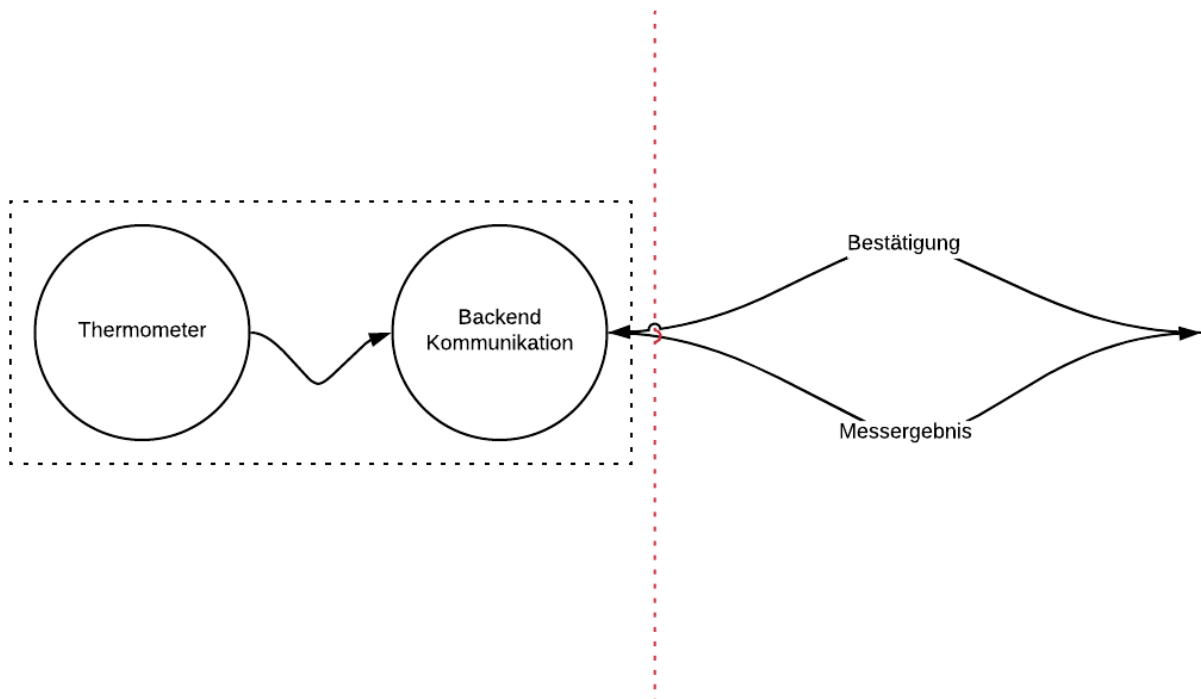 Thermometer
Backend
Kommunikation
Bestätigung
Messergebnis